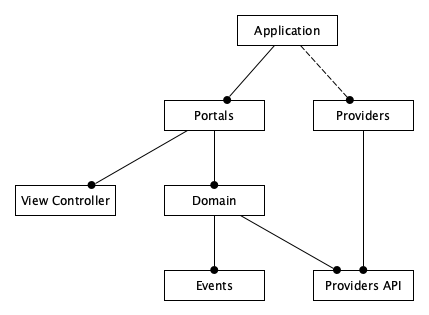 Application
Portals
Providers
View Controller
Domain
Events
Providers API